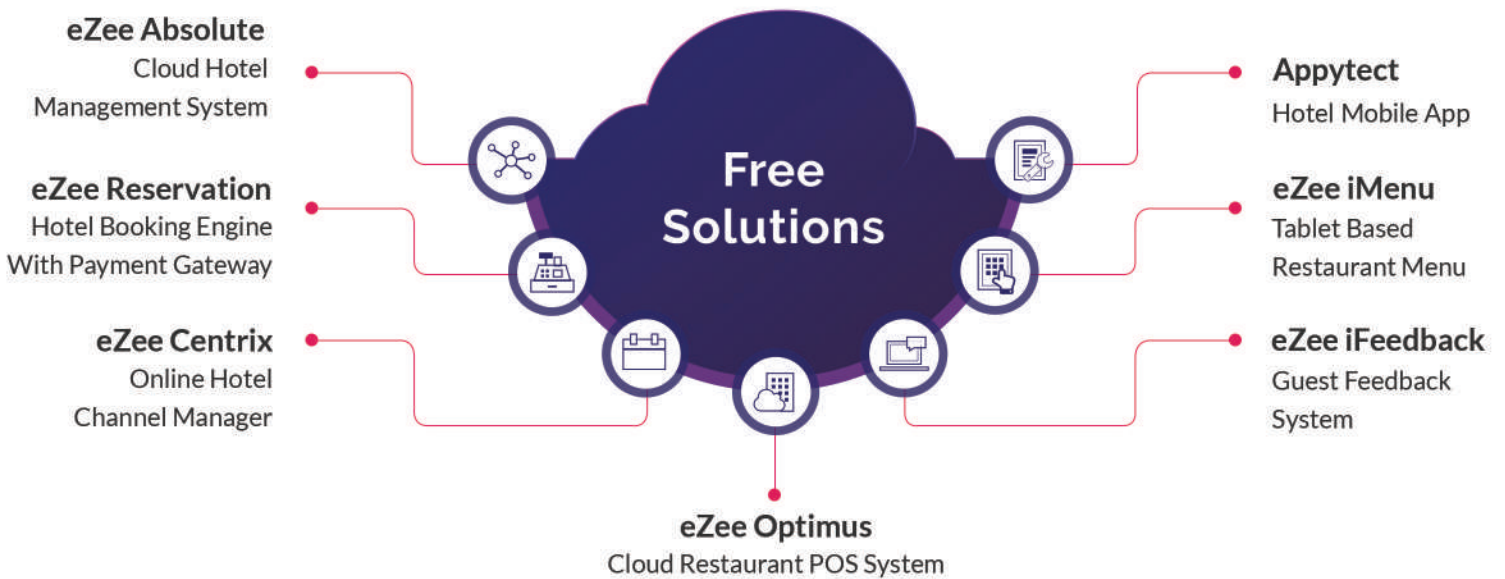 eZee Absolute
Cloud Hotel
Management System
eZee Reservation
Hotel Booking Engine
With Payment Gateway
eZee Centrix
Online Hotel
Channel Manager
Free
Solutions
eZee Optimus
Cloud Restaurant POS System
Appytect
Hotel Mobile App
eZee iMenu
Tablet Based
Restaurant Menu
eZee iFeedback
Guest Feedback
System